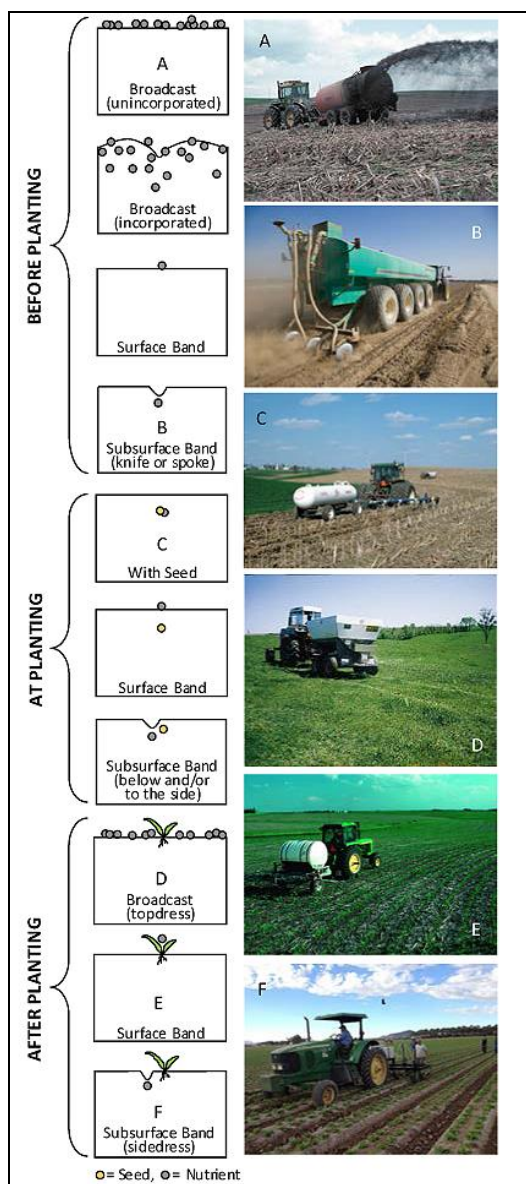 BEFORE PLANTING
A
Broadcast
(unincorporated)
Broadcast
(incorporated)
Surface Band
B
Subsurface Band
(knife or spoke)
AT PLANTING
C
With Seed
Surface Band
Subsurface Band
(below and/or
to the side)
AFTER PLANTING
D
Broadcast
(topdress)
E
Surface Band
F
Subsurface Band
(sidedress)
= Seed, = Nutrient
A
B
C
D
E
F